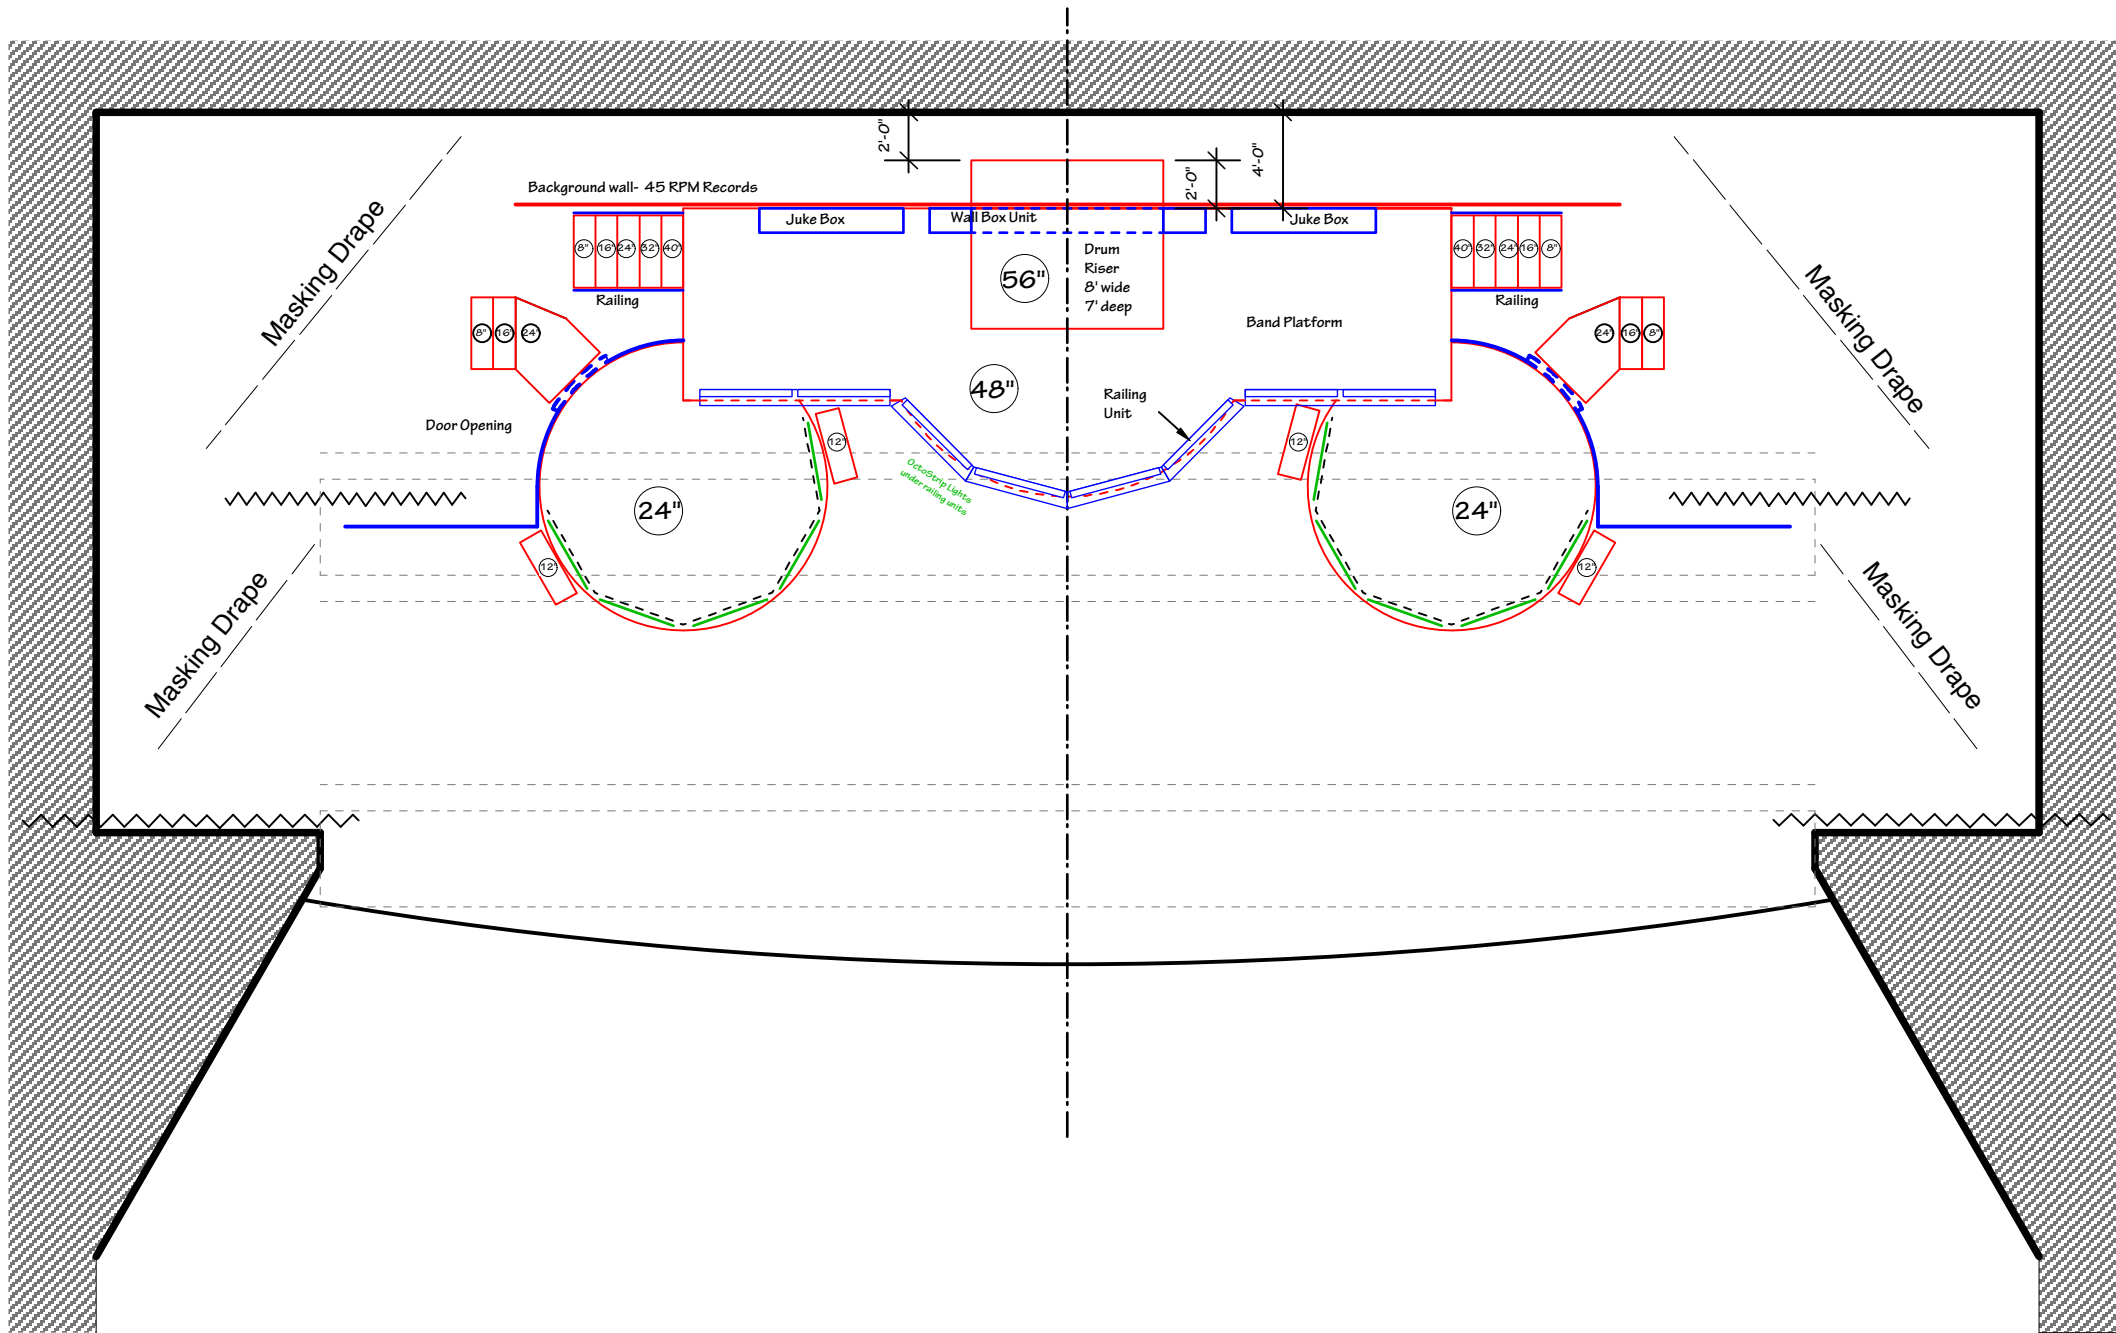 2'-0"
2'-0"
4'-0"
Background wall- 45 RPM Records
Juke Box
Wall Box Unit
Juke Box
8" 16" 24" 32" 40"
40" 32" 24" 16" 8"
Drum
Riser
8' wide
7' deep
56"
Railing
Railing
Band Platform
8" 16" 24"
24" 16" 8"
Masking Drape
Masking Drape
48"
Railing
Unit
Door Opening
12"
12"
OctoStrip Lights
under railing units
24"
24"
12"
12"
Masking Drape
Masking Drape